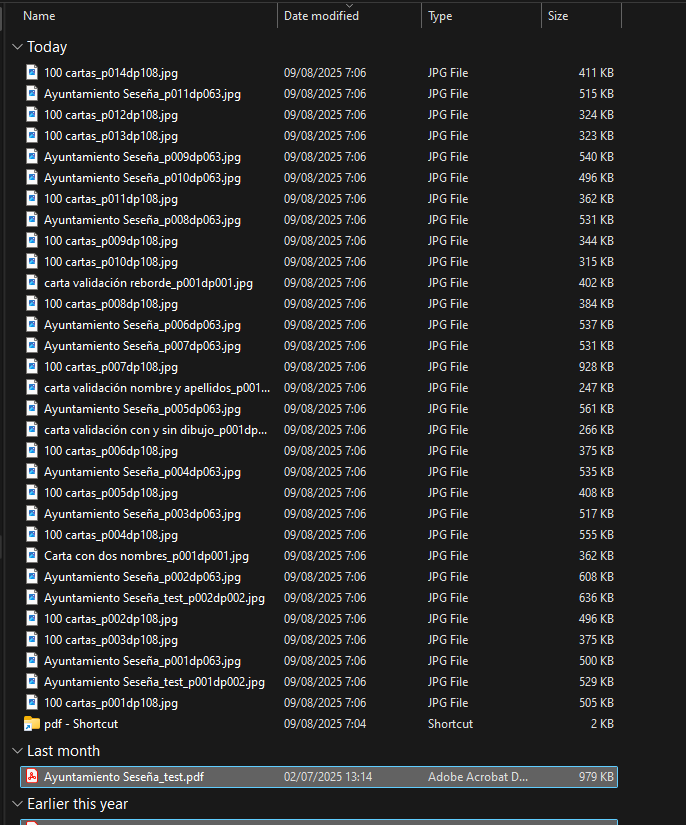 Name Date modified Type Size
Today
100 cartas_p014dp108.jpg 09/08/2025 7:06 JPG File 411 KB
Ayuntamiento Seseña_p011dp063.jpg 09/08/2025 7:06 JPG File 515 KB
100 cartas_p012dp108.jpg 09/08/2025 7:06 JPG File 324 KB
100 cartas_p013dp108.jpg 09/08/2025 7:06 JPG File 323 KB
Ayuntamiento Seseña_p009dp063.jpg 09/08/2025 7:06 JPG File 540 KB
Ayuntamiento Seseña_p010dp063.jpg 09/08/2025 7:06 JPG File 496 KB
100 cartas_p011dp108.jpg 09/08/2025 7:06 JPG File 362 KB
Ayuntamiento Seseña_p008dp063.jpg 09/08/2025 7:06 JPG File 531 KB
100 cartas_p009dp108.jpg 09/08/2025 7:06 JPG File 344 KB
100 cartas_p010dp108.jpg 09/08/2025 7:06 JPG File 315 KB
carta validación reborde_p001dp001.jpg 09/08/2025 7:06 JPG File 402 KB
100 cartas_p008dp108.jpg 09/08/2025 7:06 JPG File 384 KB
Ayuntamiento Seseña_p006dp063.jpg 09/08/2025 7:06 JPG File 537 KB
Ayuntamiento Seseña_p007dp063.jpg 09/08/2025 7:06 JPG File 531 KB
100 cartas_p007dp108.jpg 09/08/2025 7:06 JPG File 928 KB
carta validación nombre y apellidos_p001... 09/08/2025 7:06 JPG File 247 KB
Ayuntamiento Seseña_p005dp063.jpg 09/08/2025 7:06 JPG File 561 KB
carta validación con y sin dibujo_p001dp... 09/08/2025 7:06 JPG File 266 KB
100 cartas_p006dp108.jpg 09/08/2025 7:06 JPG File 375 KB
Ayuntamiento Seseña_p004dp063.jpg 09/08/2025 7:06 JPG File 535 KB
100 cartas_p005dp108.jpg 09/08/2025 7:06 JPG File 408 KB
Ayuntamiento Seseña_p003dp063.jpg 09/08/2025 7:06 JPG File 517 KB
100 cartas_p004dp108.jpg 09/08/2025 7:06 JPG File 555 KB
Carta con dos nombres_p001dp001.jpg 09/08/2025 7:06 JPG File 362 KB
Ayuntamiento Seseña_p002dp063.jpg 09/08/2025 7:06 JPG File 608 KB
Ayuntamiento Seseña_test_p002dp002.jpg 09/08/2025 7:06 JPG File 636 KB
100 cartas_p002dp108.jpg 09/08/2025 7:06 JPG File 496 KB
100 cartas_p003dp108.jpg 09/08/2025 7:06 JPG File 375 KB
Ayuntamiento Seseña_p001dp063.jpg 09/08/2025 7:06 JPG File 500 KB
Ayuntamiento Seseña_test_p001dp002.jpg 09/08/2025 7:06 JPG File 529 KB
100 cartas_p001dp108.jpg 09/08/2025 7:06 JPG File 505 KB
pdf - Shortcut 09/08/2025 7:04 Shortcut 2 KB
Last month
Ayuntamiento Seseña_test.pdf 02/07/2025 13:14 Adobe Acrobat D... 979 KB
Earlier this year